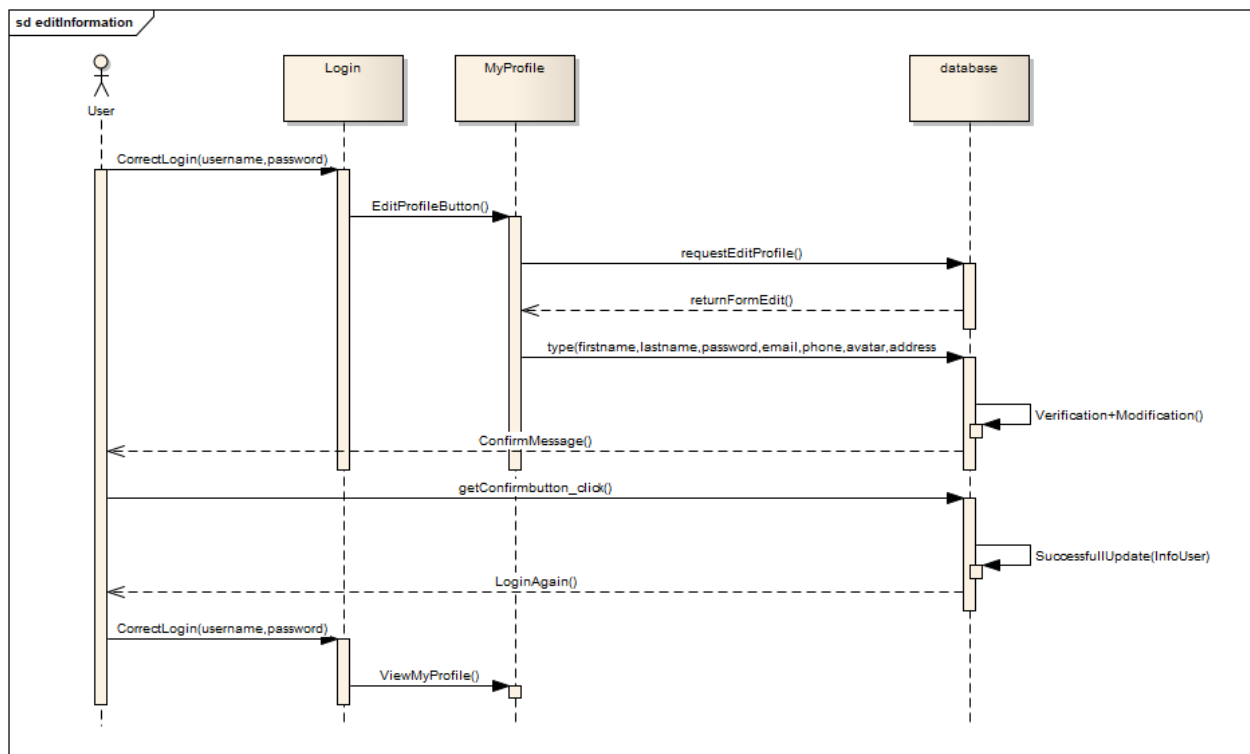 sd editInformation
User
Login
MyProfile
database
CorrectLogin(username,password)
EditProfileButton()
requestEditProfile()
returnFormEdit()
type(firstname,lastname,password,email,phone,avatar,address
Verification+Modification()
ConfirmMessage()
getConfirmbutton_click()
SuccessfullUpdate(InfoUser)
LoginAgain()
CorrectLogin(username,password)
ViewMyProfile()